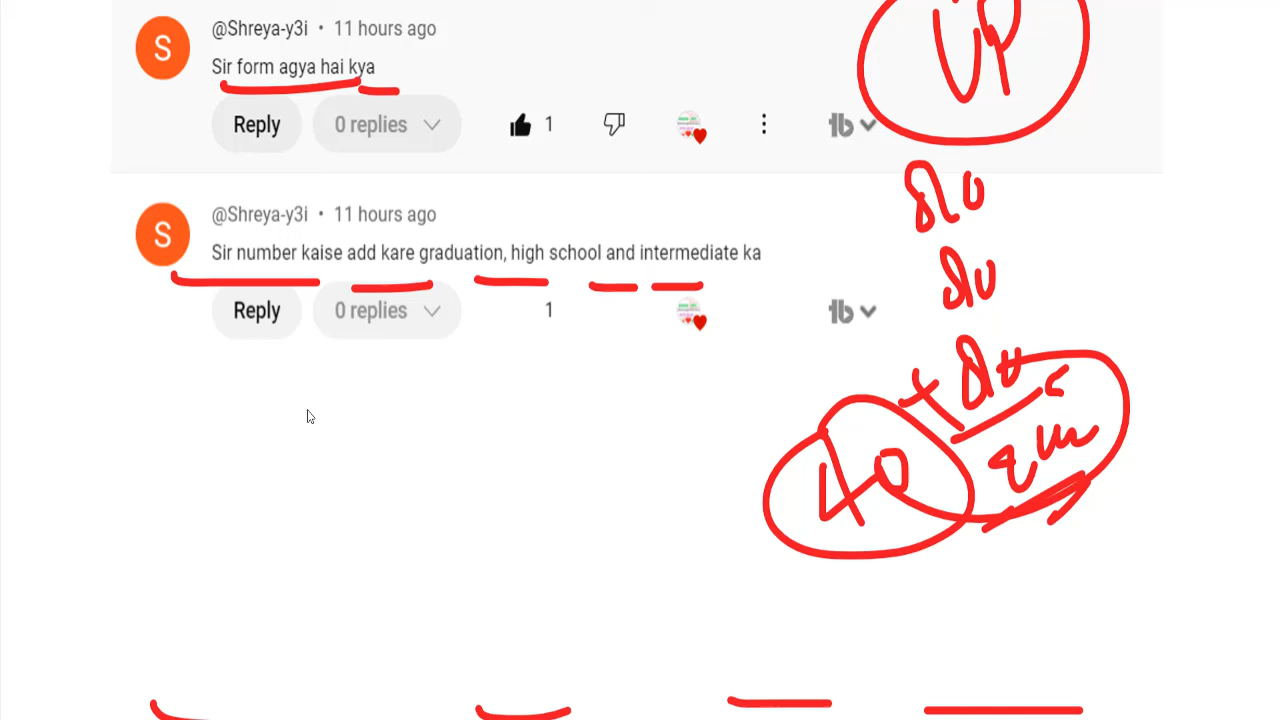 @Shreya-y3i • 11 hours ago
Sir form agya hai kya
Reply
0 replies
1
@Shreya-y3i • 11 hours ago
Sir number kaise add kare graduation, high school and intermediate ka
Reply
0 replies
1
UP
40